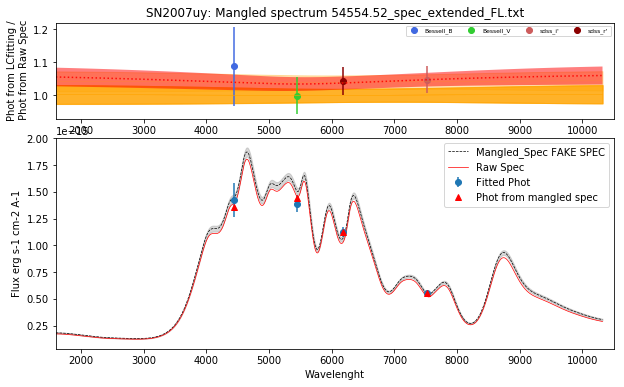 SN2007uy: Mangled spectrum 54554.52_spec_extended_FL.txt
Phot from LCfitting /
Phot from Raw Spec
1.2
1.1
1.0
Bessell_B
Bessell_V
sdss_i'
sdss_r'
2000 3000 4000 5000 6000 7000 8000 9000 10000
1e−15
Flux erg s-1 cm-2 A-1
2.00
1.75
1.50
1.25
1.00
0.75
0.50
0.25
Mangled_Spec FAKE SPEC
Raw Spec
Fitted Phot
Phot from mangled spec
2000 3000 4000 5000 6000 7000 8000 9000 10000
Wavelenght